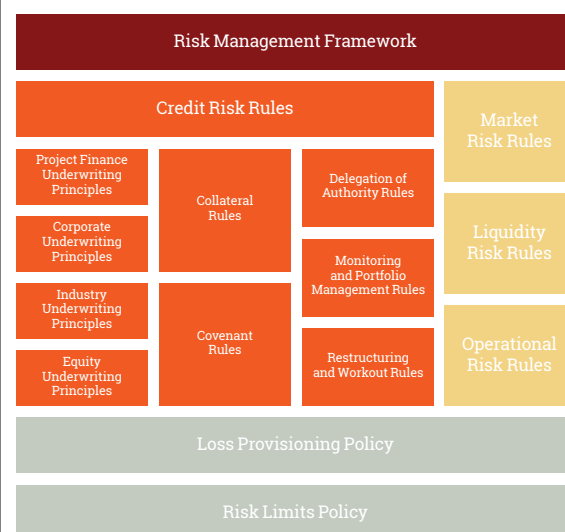 Risk Management Framework
Credit Risk Rules
Market
Risk Rules
Project Finance
Underwriting
Principles
Collateral
Rules
Delegation of
Authority Rules
Corporate
Underwriting
Principles
Liquidity
Risk Rules
Monitoring
and Portfolio
Management Rules
Industry
Underwriting
Principles
Covenant
Rules
Operational
Risk Rules
Equity
Underwriting
Principles
Restructuring
and Workout Rules
Loss Provisioning Policy
Risk Limits Policy